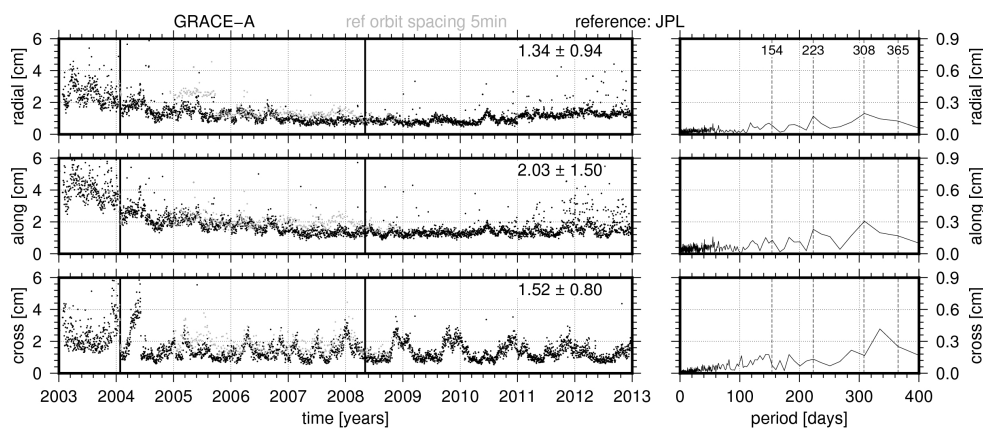 GRACE−A ref orbit spacing 5min reference: JPL
6
4
2
0
radial [cm]
1.34 ± 0.94
154 223 308 365
0.9
0.6
0.3
0.0
radial [cm]
6
4
2
0
along [cm]
2.03 ± 1.50
0.9
0.6
0.3
0.0
along [cm]
6
4
2
0
cross [cm]
1.52 ± 0.80
0.9
0.6
0.3
0.0
cross [cm]
2003 2004 2005 2006 2007 2008 2009 2010 2011 2012 2013
time [years]
0 100 200 300 400
period [days]